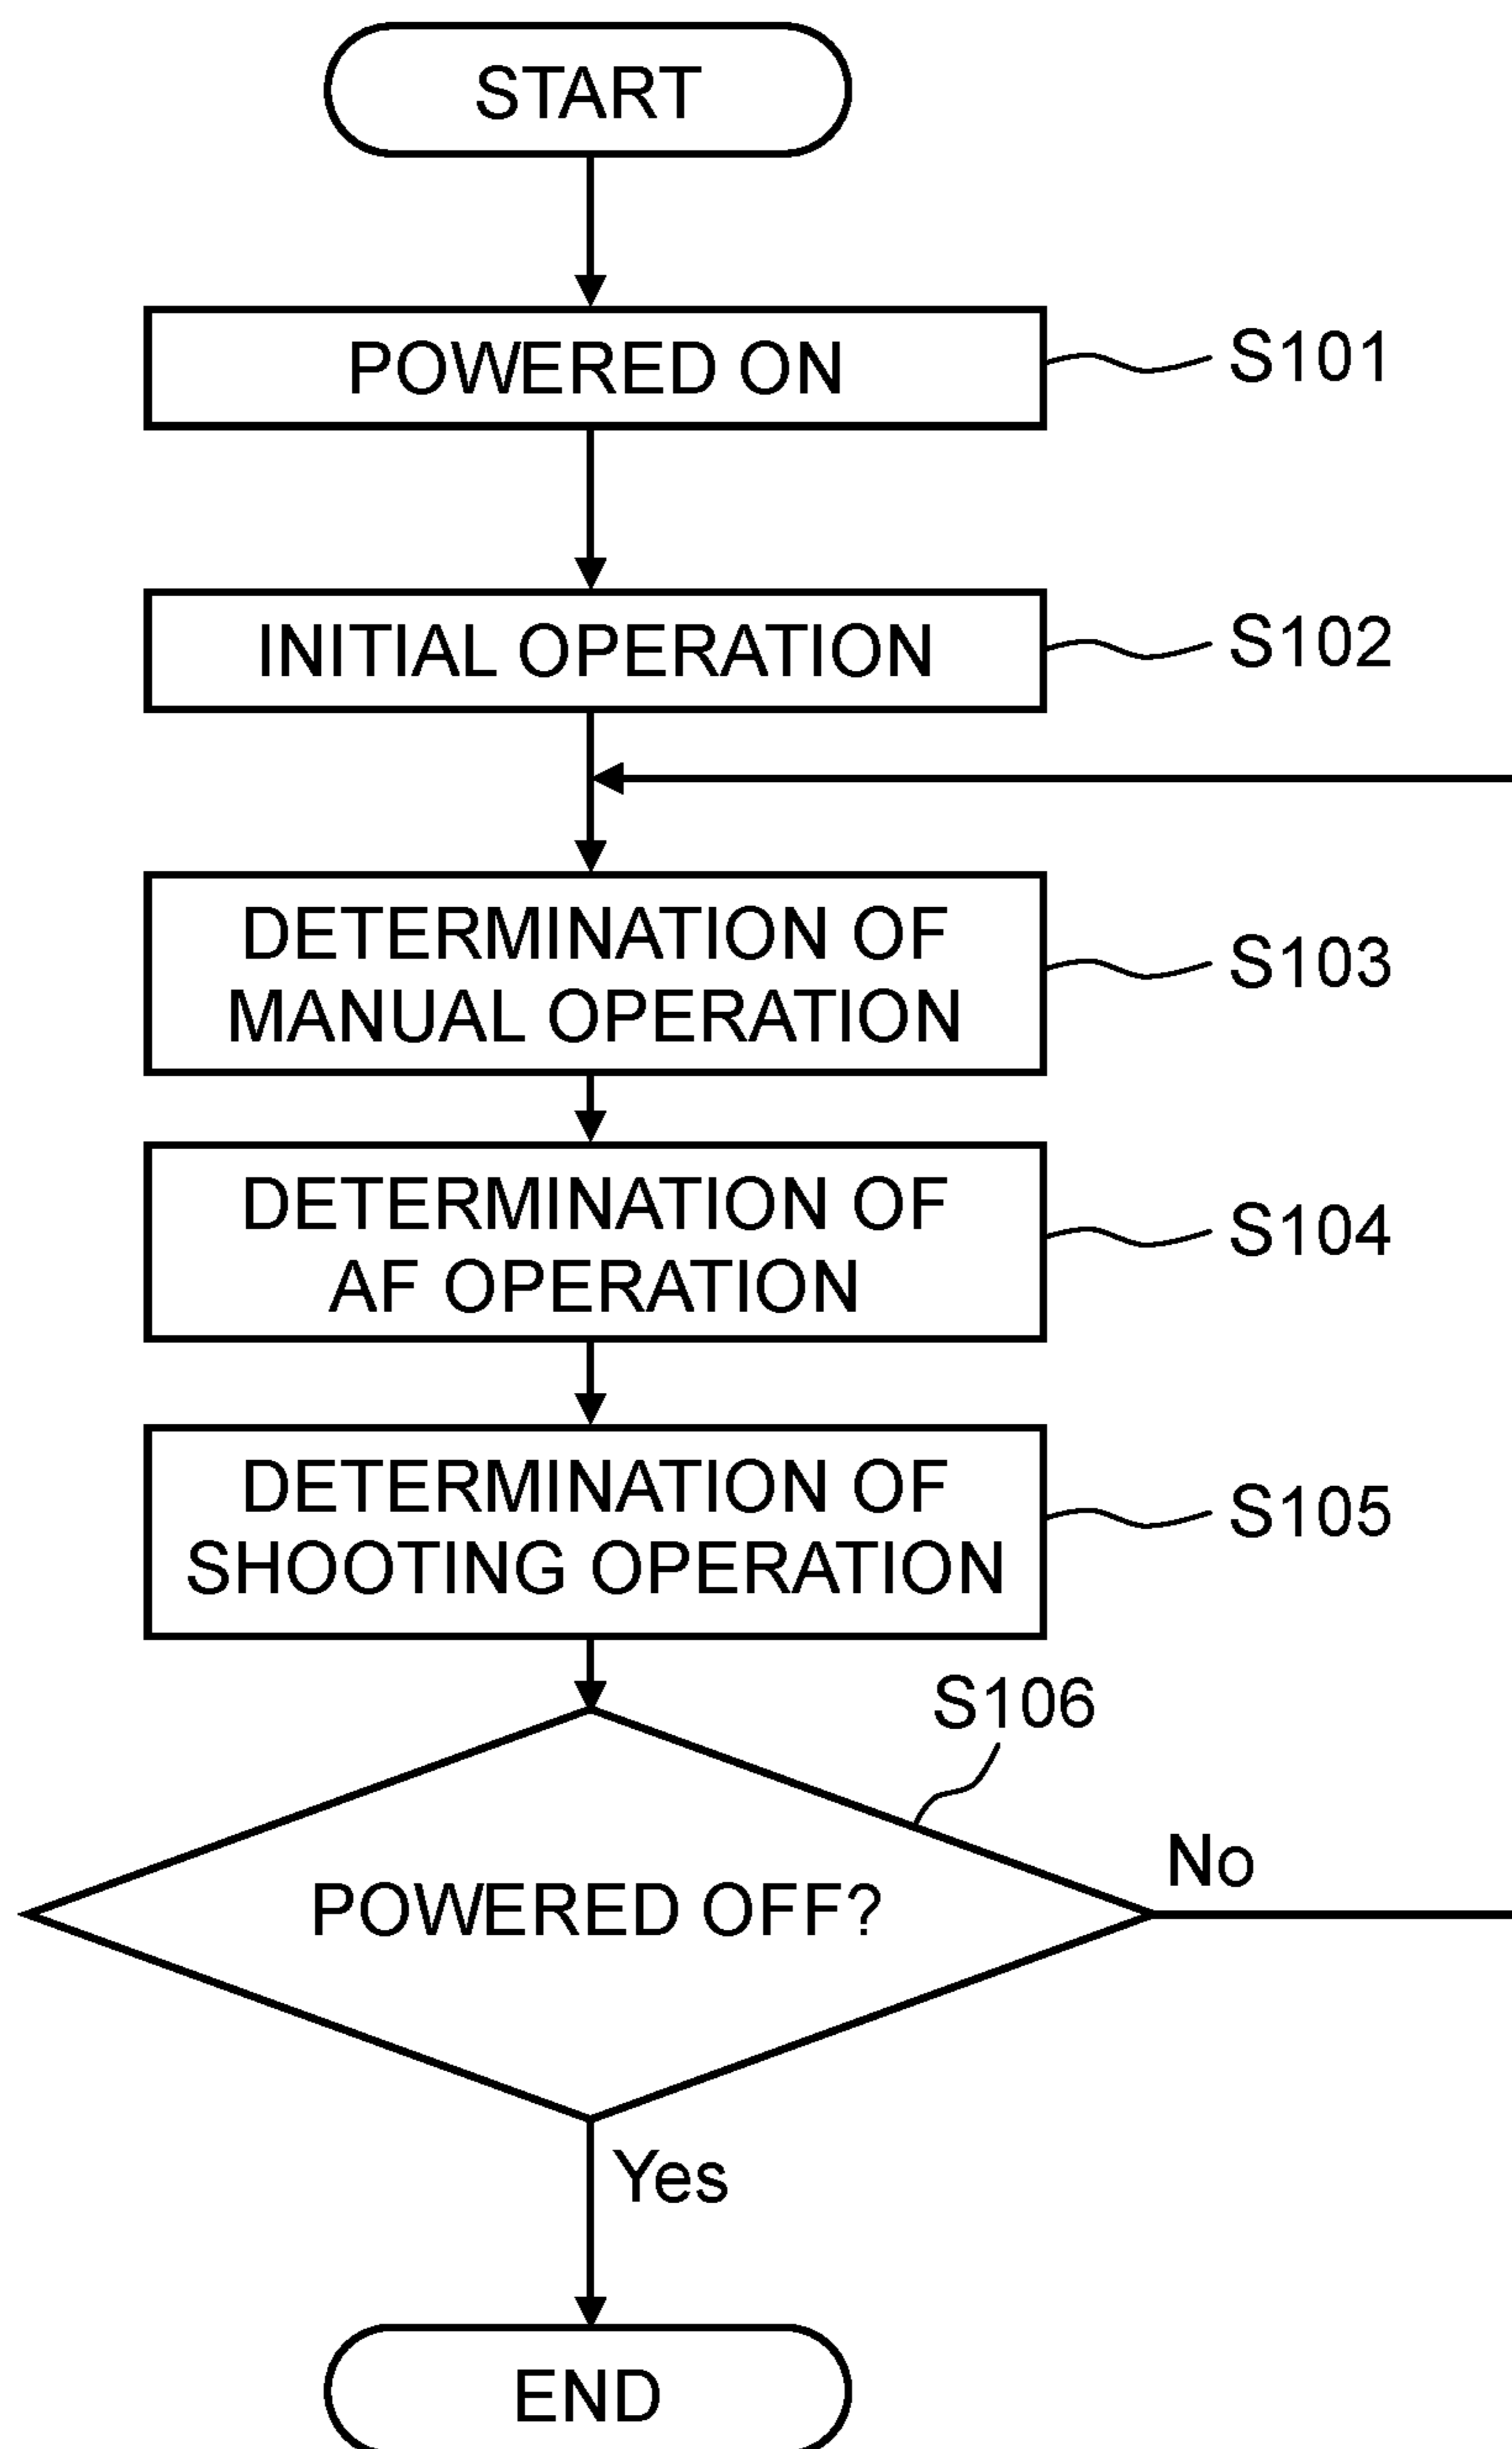 START
POWERED ON
S101
INITIAL OPERATION
S102
DETERMINATION OF
MANUAL OPERATION
S103
DETERMINATION OF
AF OPERATION
S104
DETERMINATION OF
SHOOTING OPERATION
S105
S106
POWERED OFF?
No
Yes
END